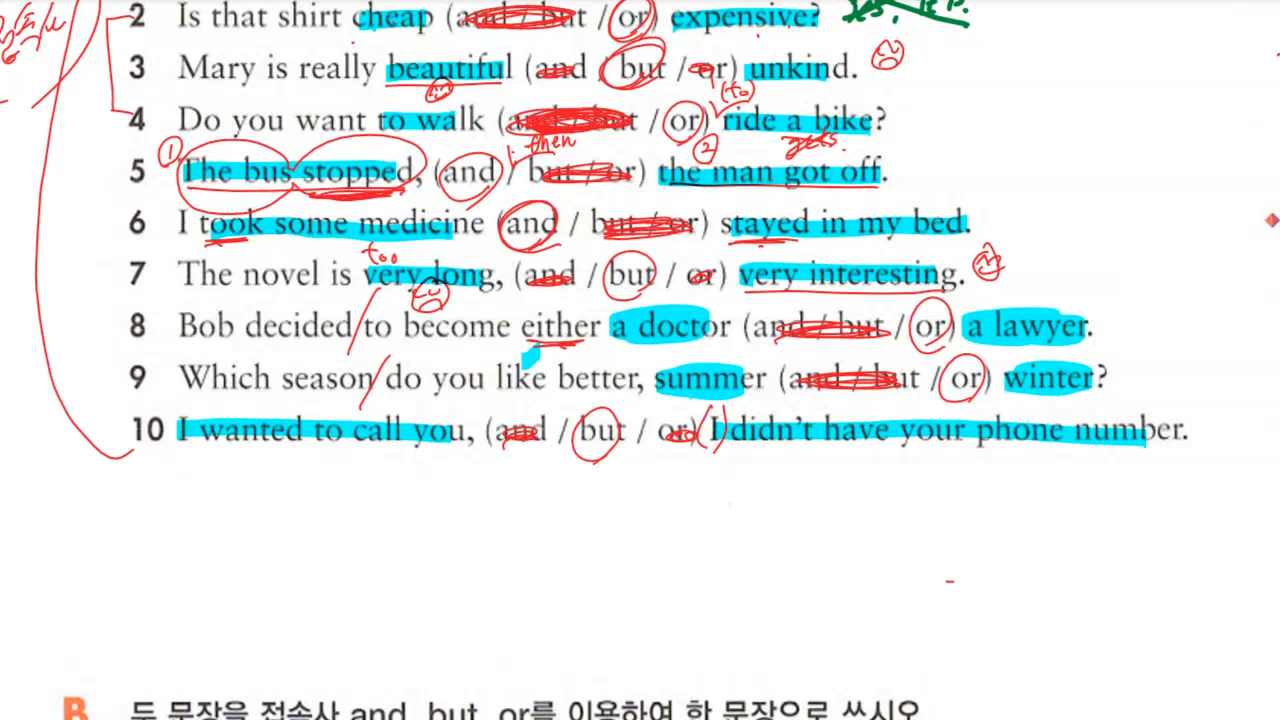 2 Is that shirt cheap (and / but / or) expensive?
3 Mary is really beautiful (and / but / or) unkind.
(to)
4 Do you want to walk (and / but / or) ride a bike?
① then ② gets.
5 The bus stopped, (and / but / or) the man got off.
6 I took some medicine (and / but / or) stayed in my bed.
too
7 The novel is very long, (and / but / or) very interesting.
8 Bob decided to become either a doctor (and / but / or) a lawyer.
9 Which season do you like better, summer (and / but / or) winter?
10 I wanted to call you, (and / but / or) I didn't have your phone number.
B 두 문장을 접속사 and, but, or를 이용하여 한 문장으로 쓰시오